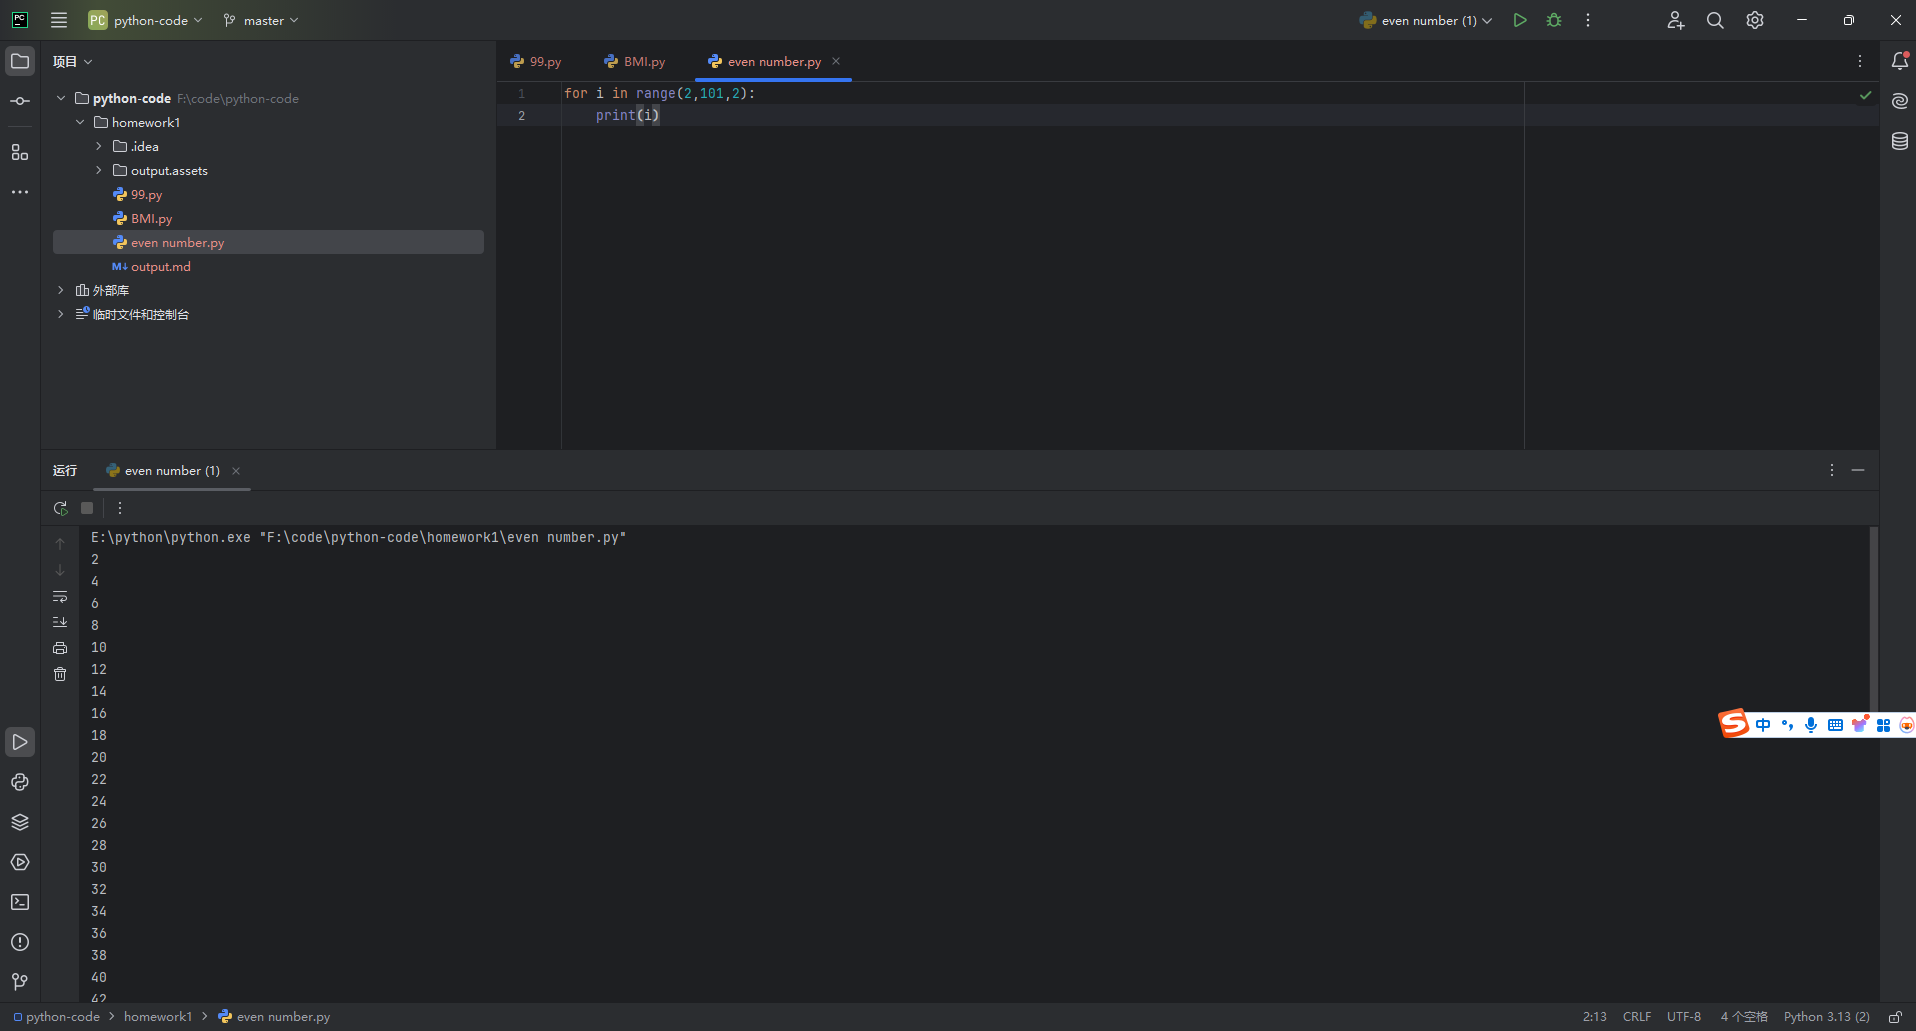 PC python-code master even number (1)
项目
99.py BMI.py even number.py
python-code F:\code\python-code
homework1
.idea
output.assets
99.py
BMI.py
even number.py
M↓ output.md
外部库
临时文件和控制台
1 for i in range(2,101,2):
2 print(i)
运行 even number (1)
E:\python\python.exe "F:\code\python-code\homework1\even number.py"
2
4
6
8
10
12
14
16
18
20
22
24
26
28
30
32
34
36
38
40
42
S 中
python-code > homework1 > even number.py 2:13 CRLF UTF-8 4 个空格 Python 3.13 (2)